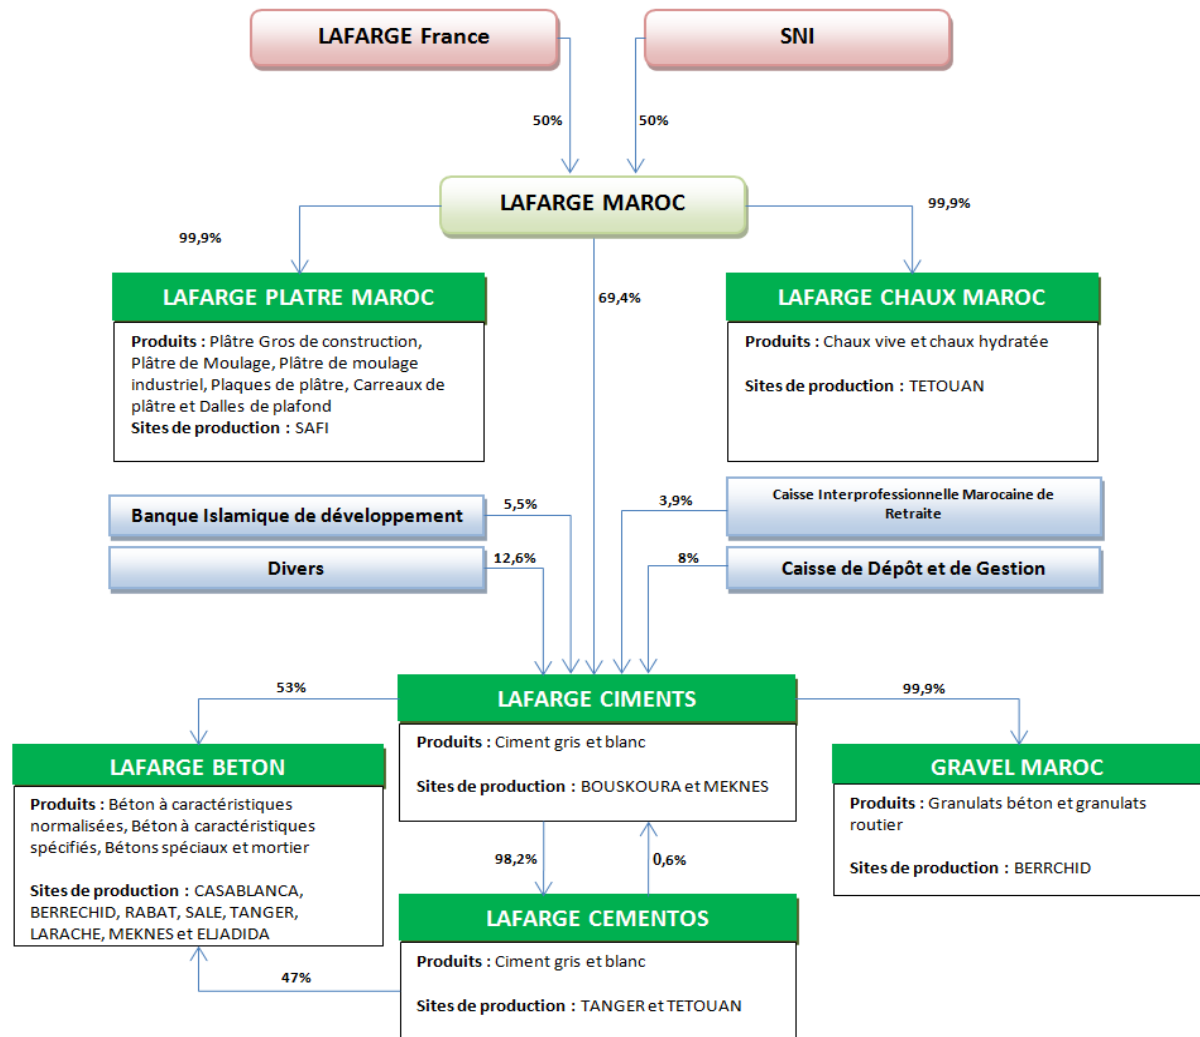 LAFARGE France
SNI
50%
50%
LAFARGE MAROC
99,9%
99,9%
69,4%
LAFARGE PLATRE MAROC
Produits : Plâtre Gros de construction,
Plâtre de Moulage, Plâtre de moulage
industriel, Plaques de plâtre, Carreaux de
plâtre et Dalles de plafond
Sites de production : SAFI
LAFARGE CHAUX MAROC
Produits : Chaux vive et chaux hydratée
Sites de production : TETOUAN
Banque Islamique de développement
5,5%
3,9%
Caisse Interprofessionnelle Marocaine de
Retraite
Divers
12,6%
8%
Caisse de Dépôt et de Gestion
53%
LAFARGE CIMENTS
99,9%
Produits : Ciment gris et blanc
Sites de production : BOUSKOURA et MEKNES
LAFARGE BETON
Produits : Béton à caractéristiques
normalisées, Béton à caractéristiques
spécifiés, Bétons spéciaux et mortier
Sites de production : CASABLANCA,
BERRECHID, RABAT, SALE, TANGER,
LARACHE, MEKNES et ELJADIDA
GRAVEL MAROC
Produits : Granulats béton et granulats
routier
Sites de production : BERRCHID
98,2%
0,6%
LAFARGE CEMENTOS
Produits : Ciment gris et blanc
Sites de production : TANGER et TETOUAN
47%